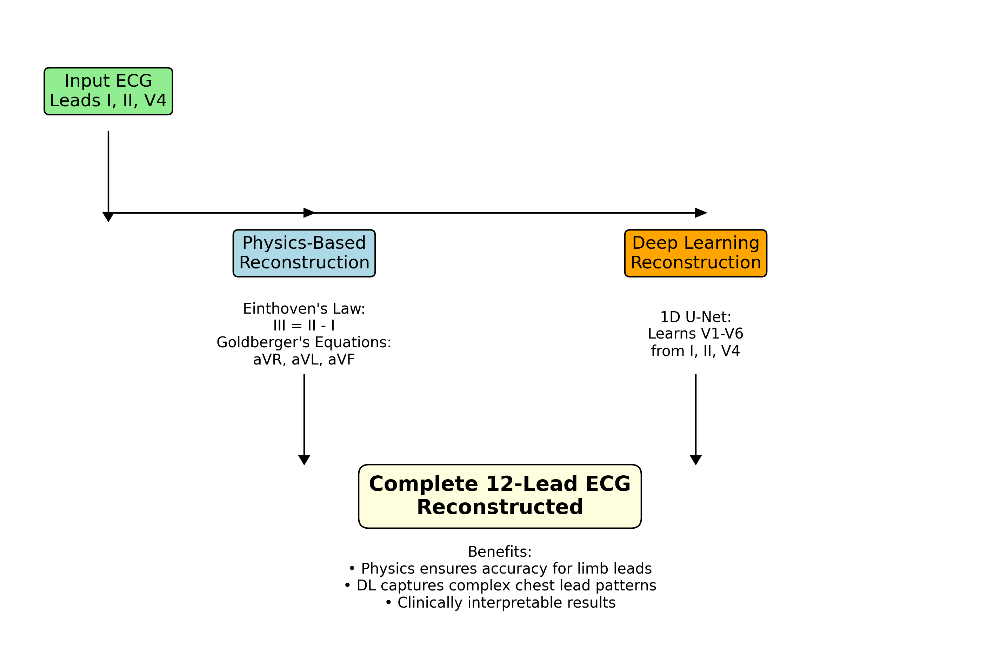 Input ECG
Leads I, II, V4
Physics-Based
Reconstruction
Deep Learning
Reconstruction
Einthoven's Law:
III = II - I
Goldberger's Equations:
aVR, aVL, aVF
1D U-Net:
Learns V1-V6
from I, II, V4
Complete 12-Lead ECG
Reconstructed
Benefits:
• Physics ensures accuracy for limb leads
• DL captures complex chest lead patterns
• Clinically interpretable results